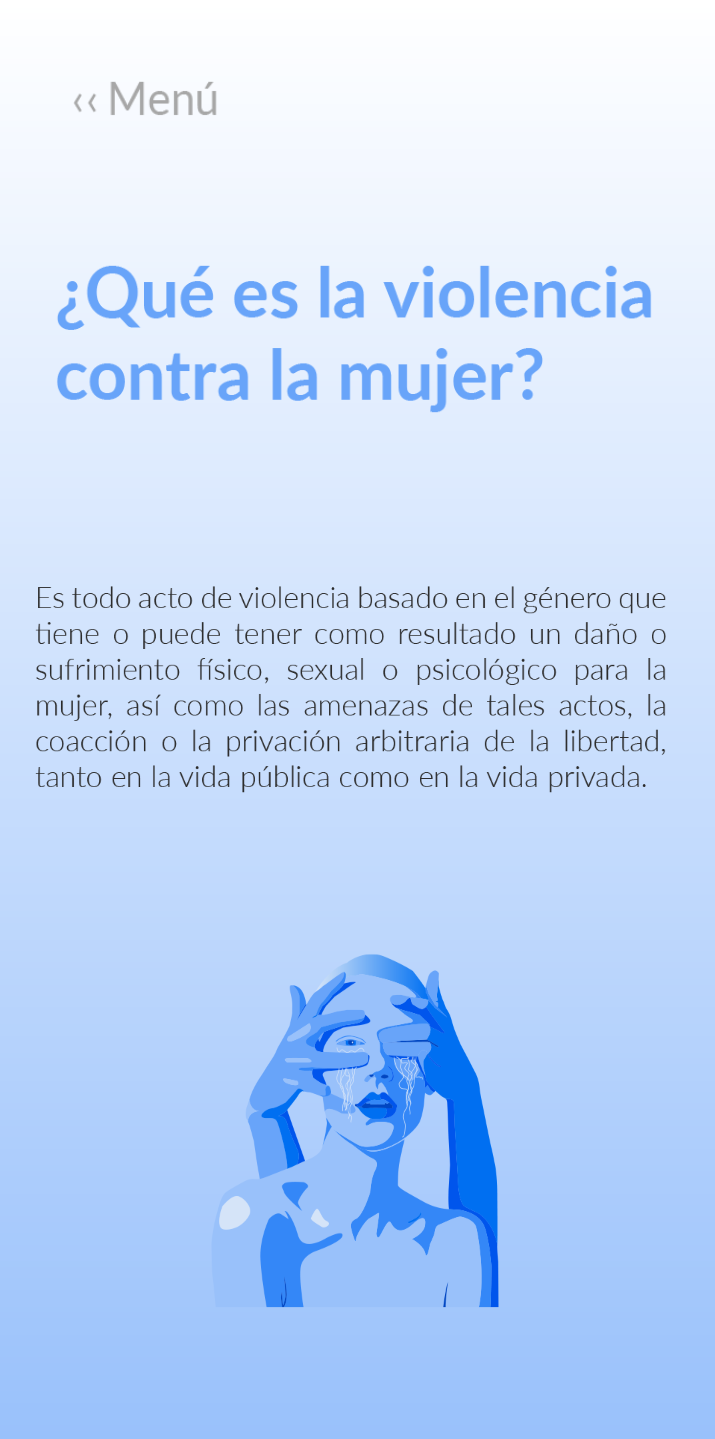 ‹‹ Menú
¿Qué es la violencia
contra la mujer?
Es todo acto de violencia basado en el género que
tiene o puede tener como resultado un daño o
sufrimiento físico, sexual o psicológico para la
mujer, así como las amenazas de tales actos, la
coacción o la privación arbitraria de la libertad,
tanto en la vida pública como en la vida privada.